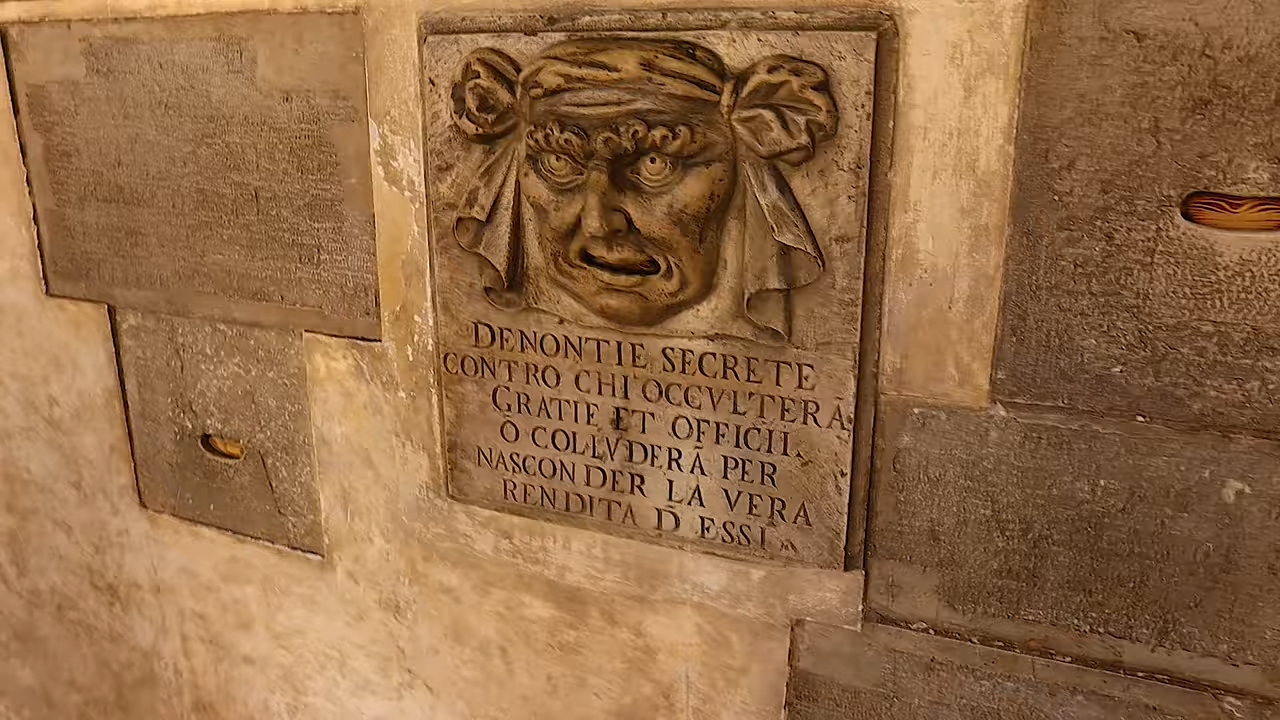 DENONTIE SECRETE
CONTRO CHI OCCVLTERÀ
GRATIE ET OFFICII.
Ò COLLVDERÀ PER
NASCONDER LA VERA
RENDITA D ESSI